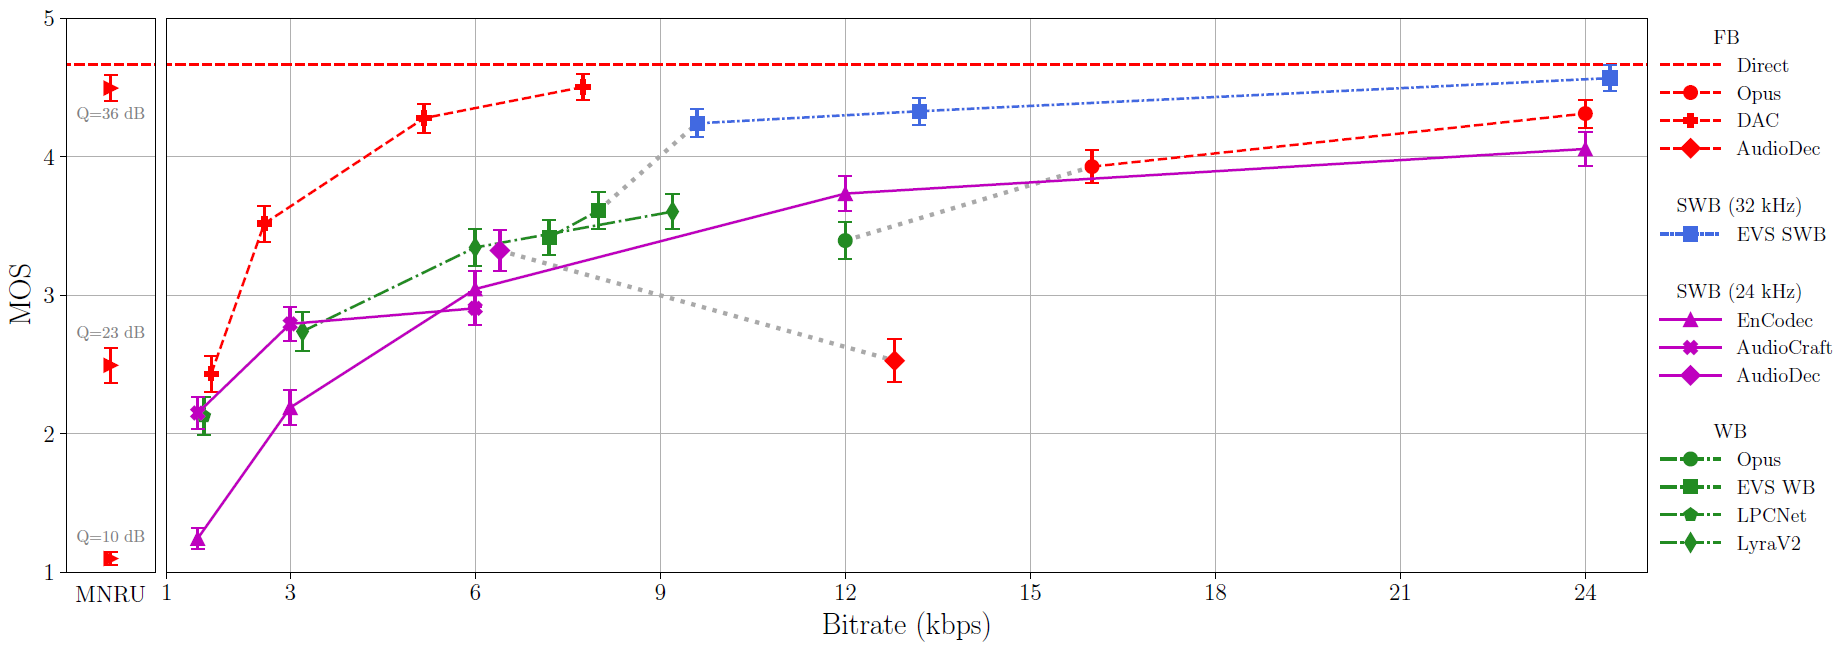 MOS
5
4
3
2
1
Q=36 dB
Q=23 dB
Q=10 dB
MNRU
1
3
6
9
12
15
18
21
24
Bitrate (kbps)
FB
Direct
Opus
DAC
AudioDec
SWB (32 kHz)
EVS SWB
SWB (24 kHz)
EnCodec
AudioCraft
AudioDec
WB
Opus
EVS WB
LPCNet
LyraV2